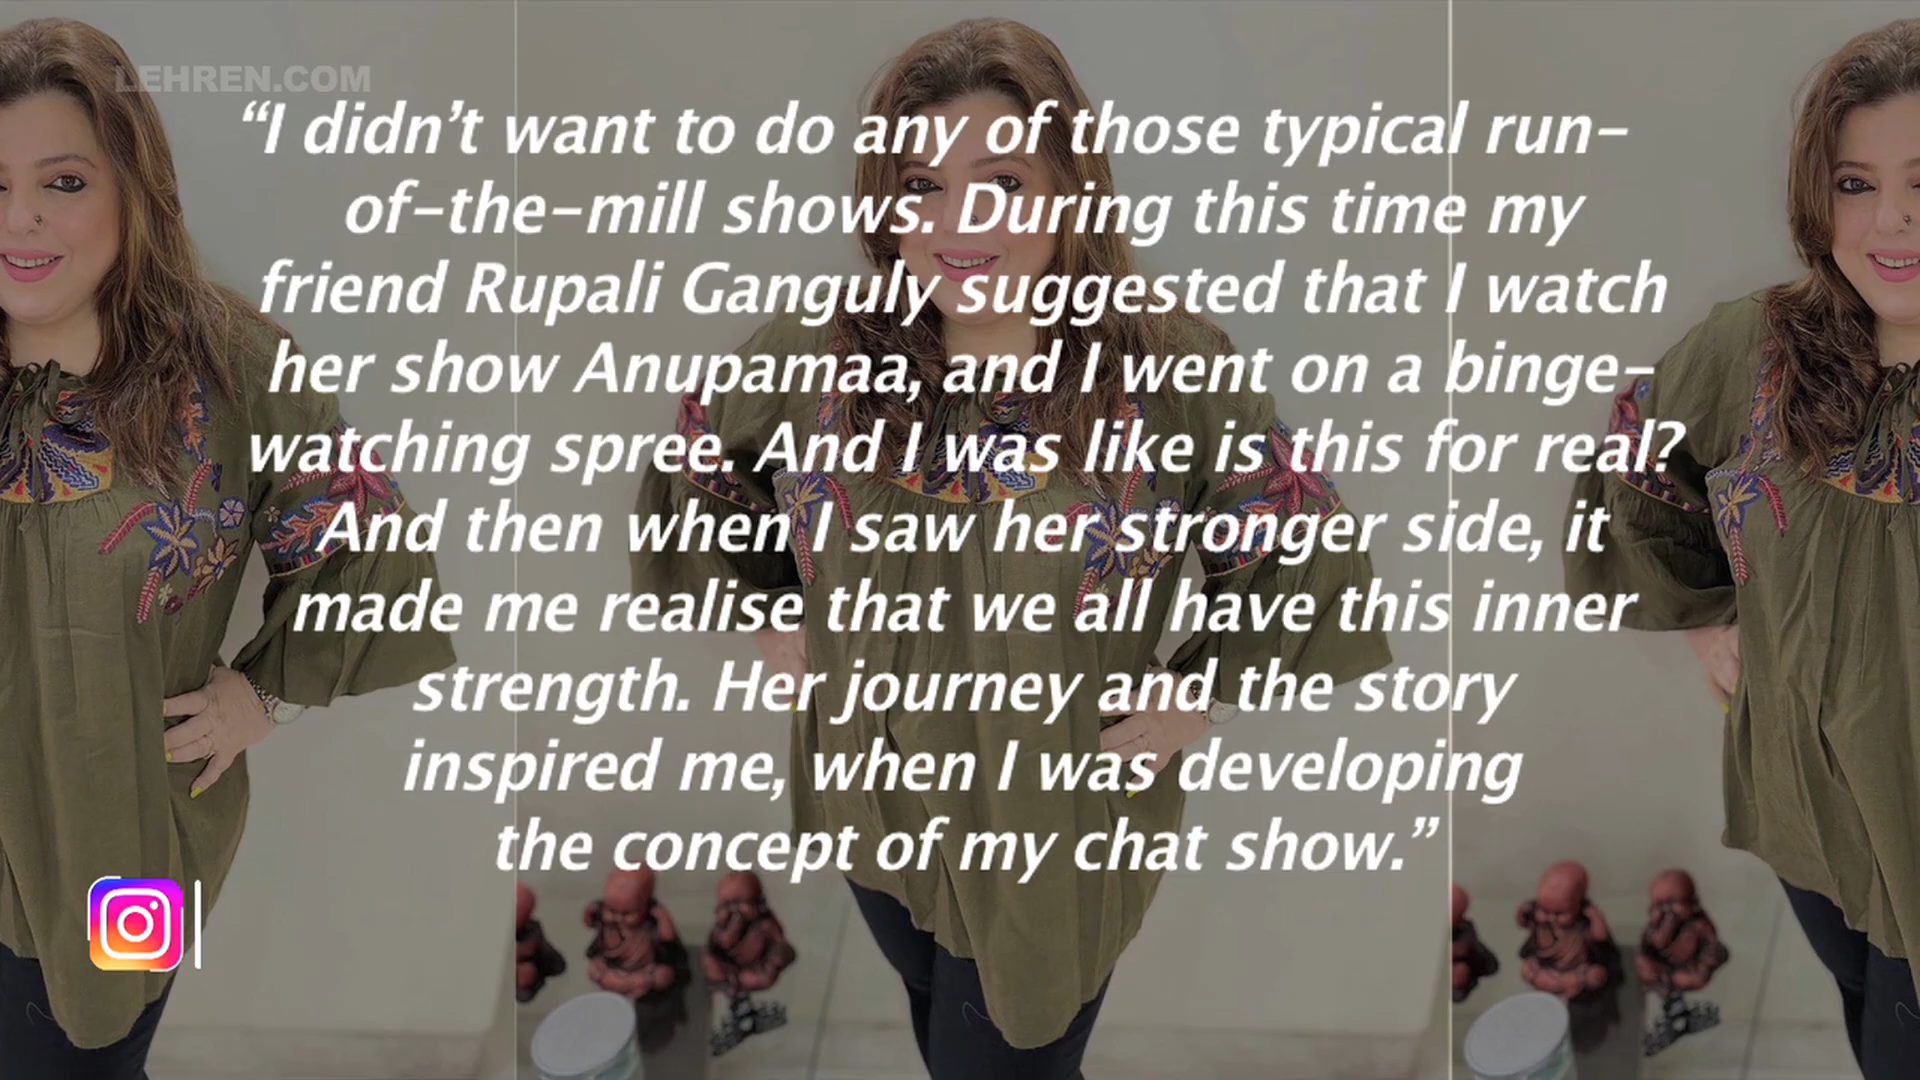 LEHREN.COM
“I didn’t want to do any of those typical run-
of-the-mill shows. During this time my
friend Rupali Ganguly suggested that I watch
her show Anupamaa, and I went on a binge-
watching spree. And I was like is this for real?
And then when I saw her stronger side, it
made me realise that we all have this inner
strength. Her journey and the story
inspired me, when I was developing
the concept of my chat show.”